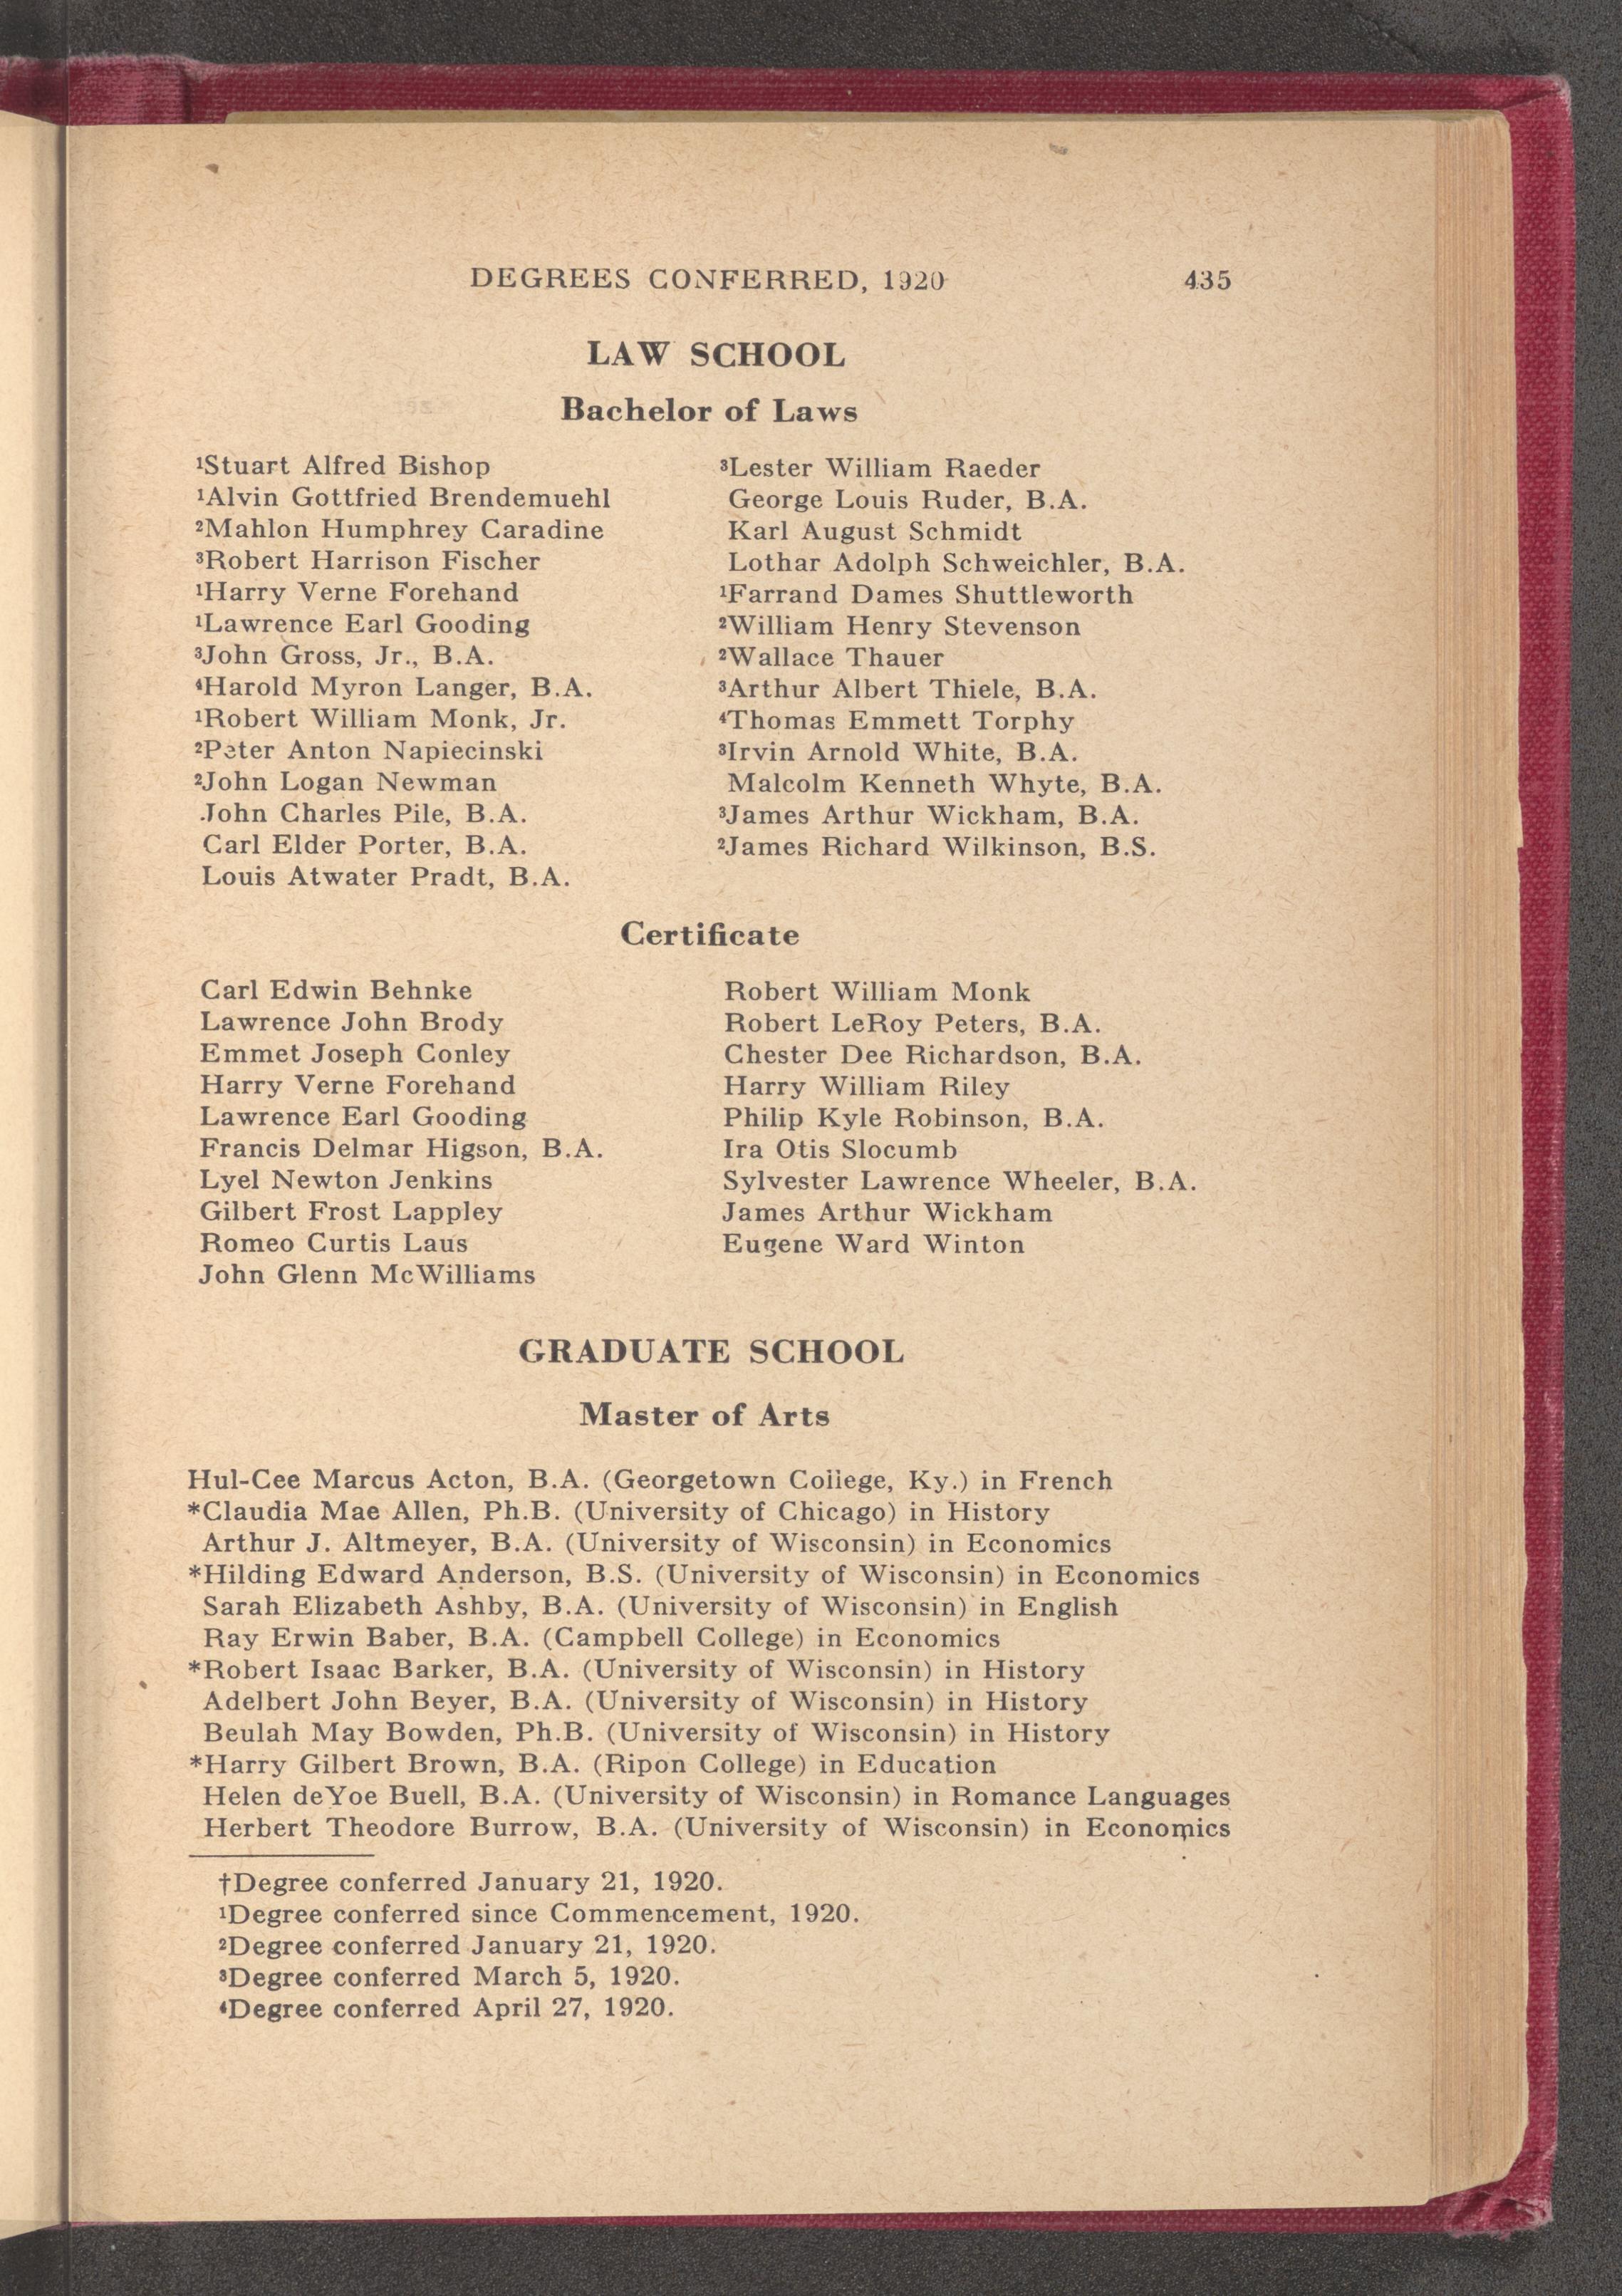 DEGREES CONFERRED, 1920 435
LAW SCHOOL
Bachelor of Laws
¹Stuart Alfred Bishop
¹Alvin Gottfried Brendemuehl
²Mahlon Humphrey Caradine
³Robert Harrison Fischer
¹Harry Verne Forehand
¹Lawrence Earl Gooding
³John Gross, Jr., B.A.
⁴Harold Myron Langer, B.A.
¹Robert William Monk, Jr.
²Peter Anton Napiecinski
²John Logan Newman
John Charles Pile, B.A.
Carl Elder Porter, B.A.
Louis Atwater Pradt, B.A.
³Lester William Raeder
George Louis Ruder, B.A.
Karl August Schmidt
Lothar Adolph Schweichler, B.A.
¹Farrand Dames Shuttleworth
²William Henry Stevenson
²Wallace Thauer
³Arthur Albert Thiele, B.A.
⁴Thomas Emmett Torphy
³Irvin Arnold White, B.A.
Malcolm Kenneth Whyte, B.A.
³James Arthur Wickham, B.A.
²James Richard Wilkinson, B.S.
Certificate
Carl Edwin Behnke
Lawrence John Brody
Emmet Joseph Conley
Harry Verne Forehand
Lawrence Earl Gooding
Francis Delmar Higson, B.A.
Lyel Newton Jenkins
Gilbert Frost Lappley
Romeo Curtis Laus
John Glenn McWilliams
Robert William Monk
Robert LeRoy Peters, B.A.
Chester Dee Richardson, B.A.
Harry William Riley
Philip Kyle Robinson, B.A.
Ira Otis Slocumb
Sylvester Lawrence Wheeler, B.A.
James Arthur Wickham
Eugene Ward Winton
GRADUATE SCHOOL
Master of Arts
Hul-Cee Marcus Acton, B.A. (Georgetown College, Ky.) in French
*Claudia Mae Allen, Ph.B. (University of Chicago) in History
Arthur J. Altmeyer, B.A. (University of Wisconsin) in Economics
*Hilding Edward Anderson, B.S. (University of Wisconsin) in Economics
Sarah Elizabeth Ashby, B.A. (University of Wisconsin) in English
Ray Erwin Baber, B.A. (Campbell College) in Economics
*Robert Isaac Barker, B.A. (University of Wisconsin) in History
Adelbert John Beyer, B.A. (University of Wisconsin) in History
Beulah May Bowden, Ph.B. (University of Wisconsin) in History
*Harry Gilbert Brown, B.A. (Ripon College) in Education
Helen deYoe Buell, B.A. (University of Wisconsin) in Romance Languages
Herbert Theodore Burrow, B.A. (University of Wisconsin) in Economics
†Degree conferred January 21, 1920.
¹Degree conferred since Commencement, 1920.
²Degree conferred January 21, 1920.
³Degree conferred March 5, 1920.
⁴Degree conferred April 27, 1920.